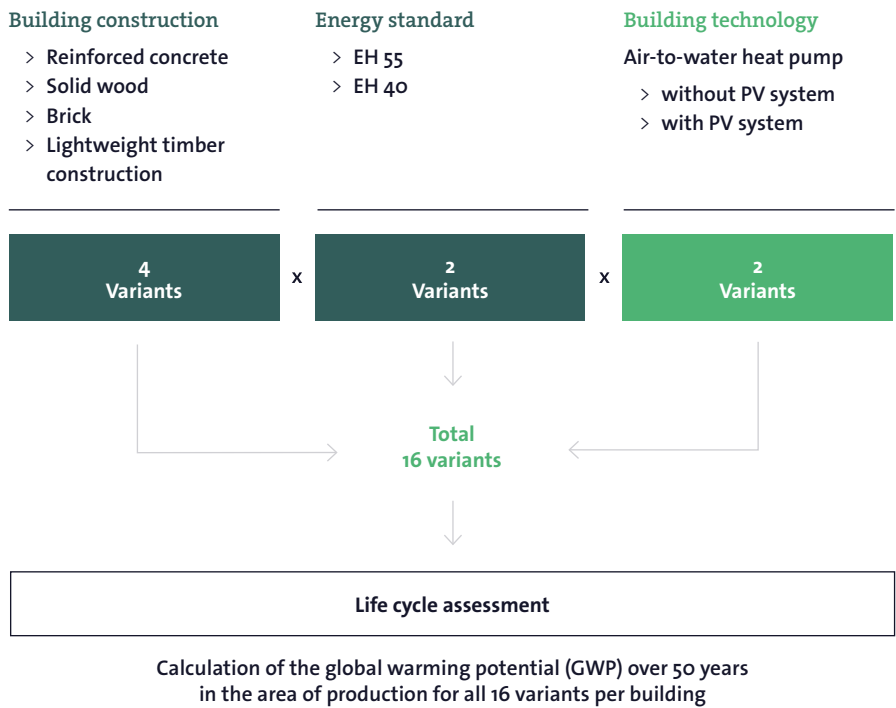 Building construction
> Reinforced concrete
> Solid wood
> Brick
> Lightweight timber
construction
Energy standard
> EH 55
> EH 40
Building technology
Air-to-water heat pump
> without PV system
> with PV system
4
Variants
x
2
Variants
x
2
Variants
Total
16 variants
Life cycle assessment
Calculation of the global warming potential (GWP) over 50 years
in the area of production for all 16 variants per building